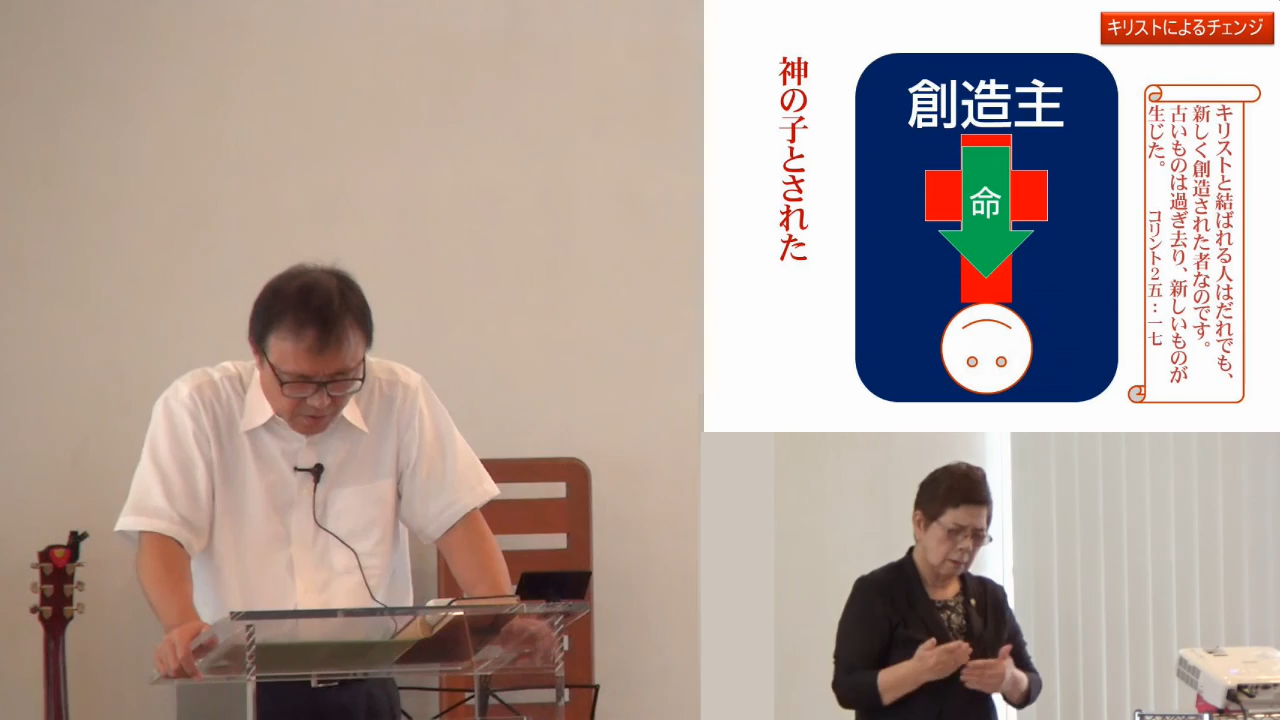 キリストによるチェンジ
キリストと結ばれる人はだれでも、
新しく創造された者なのです。
古いものは過ぎ去り、新しいものが
生じた。　コリント２五：一七
創造主
命
神の子とされた